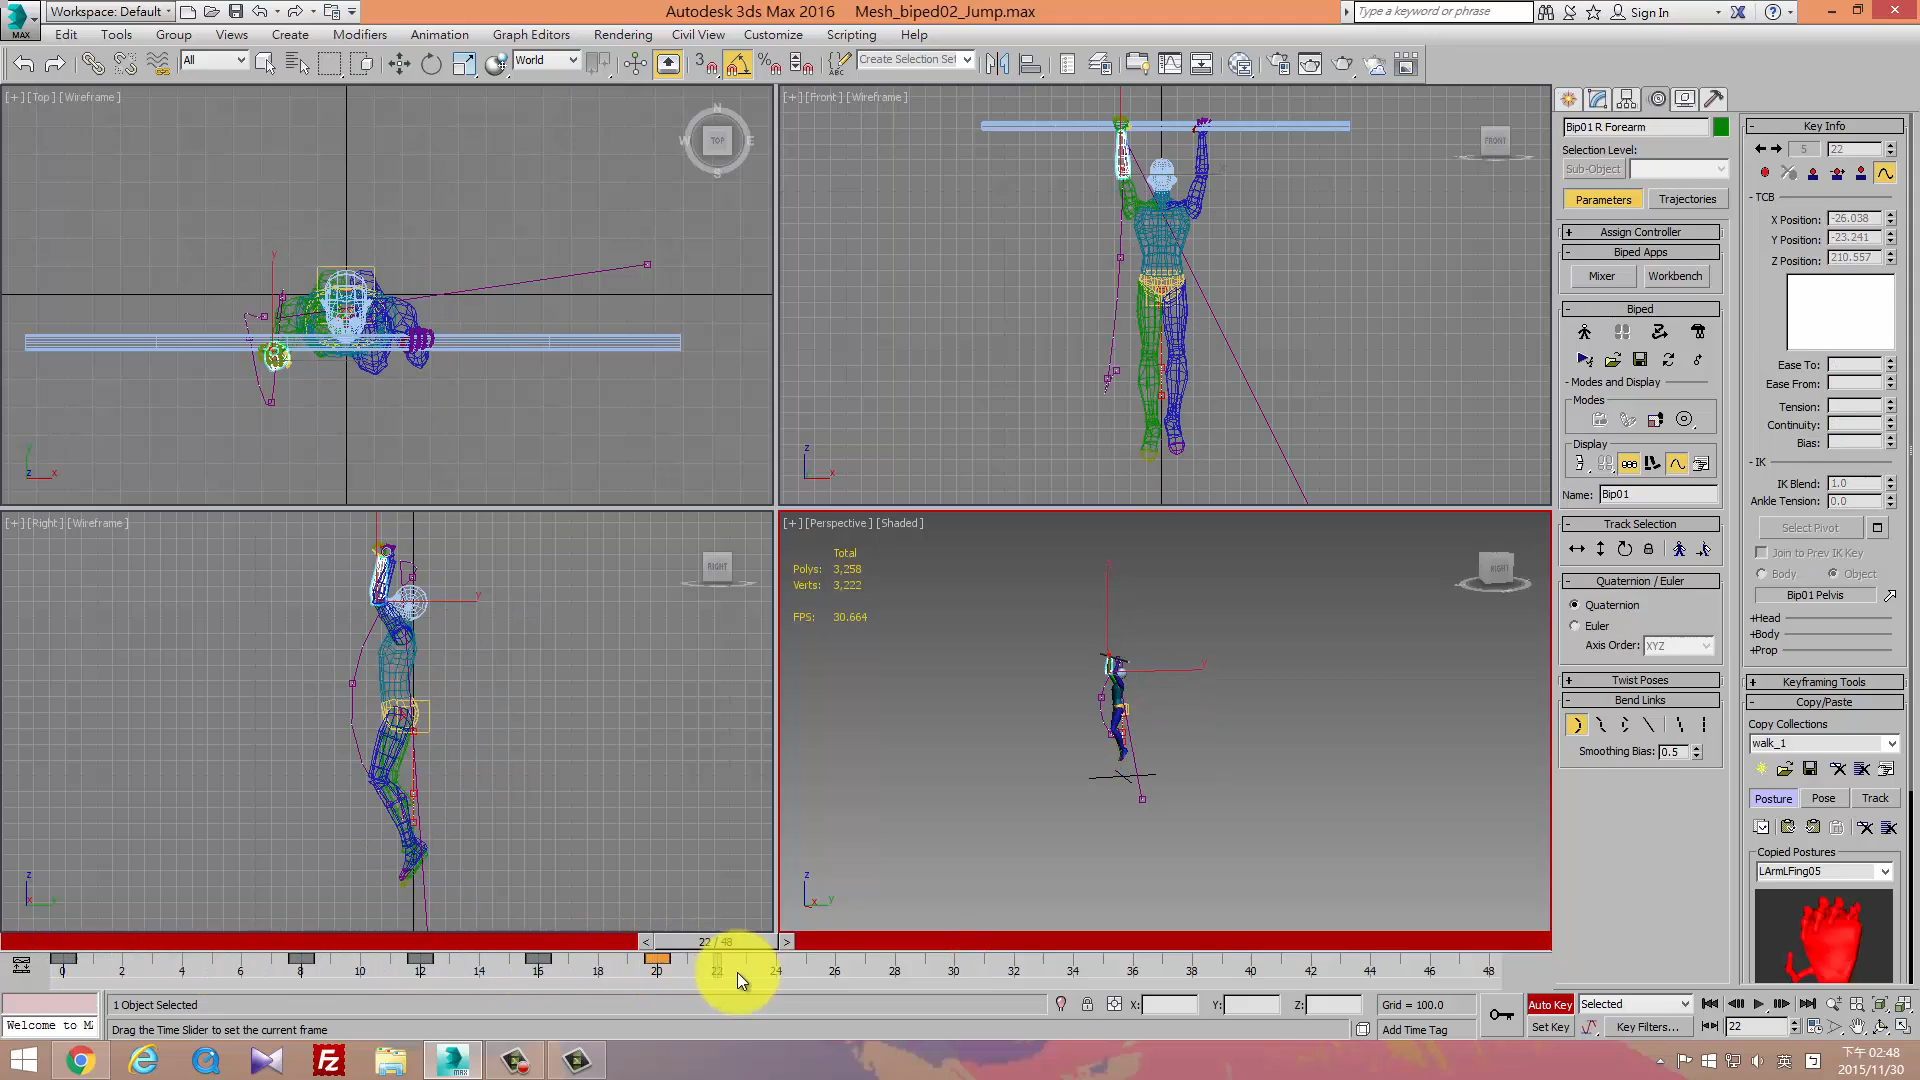 Workspace: Default
Autodesk 3ds Max 2016 Mesh_biped02_Jump.max
Type a keyword or phrase
Sign In
MAX
Edit Tools Group Views Create Modifiers Animation Graph Editors Rendering Civil View Customize Scripting Help
All
World
3
ABC
Create Selection Set
[+] [Top] [Wireframe]
N
W TOP E
S
y
z x
[+] [Front] [Wireframe]
FRONT
z
x
[+] [Right] [Wireframe]
RIGHT
y
z
[+] [Perspective] [Shaded]
Total
Polys: 3,258
Verts: 3,222
FPS: 30.664
RIGHT
z
x y
Bip01 R Forearm
Selection Level:
Sub-Object
Parameters Trajectories
+ Assign Controller
- Biped Apps
Mixer Workbench
- Biped
- Modes and Display
Modes
Display
Name: Bip01
- Track Selection
- Quaternion / Euler
Quaternion
Euler
Axis Order: XYZ
+ Twist Poses
- Bend Links
Smoothing Bias: 0.5
- Key Info
5 22
- TCB
X Position: -26.038
Y Position: -23.241
Z Position: 210.557
Ease To:
Ease From:
Tension:
Continuity:
Bias:
- IK
IK Blend: 1.0
Ankle Tension: 0.0
Select Pivot
Join to Prev IK Key
Body Object
Bip01 Pelvis
+Head
+Body
+Prop
+ Keyframing Tools
- Copy/Paste
Copy Collections
walk_1
Posture Pose Track
Copied Postures
LArmLFing05
< 22 / 48 >
0 2 4 6 8 10 12 14 16 18 20 22 24 26 28 30 32 34 36 38 40 42 44 46 48
1 Object Selected
X: Y: Z:
Grid = 100.0
Auto Key Selected
Welcome to M
Drag the Time Slider to set the current frame
Add Time Tag
Set Key Key Filters...
22
MAX
英
下午 02:48
2015/11/30